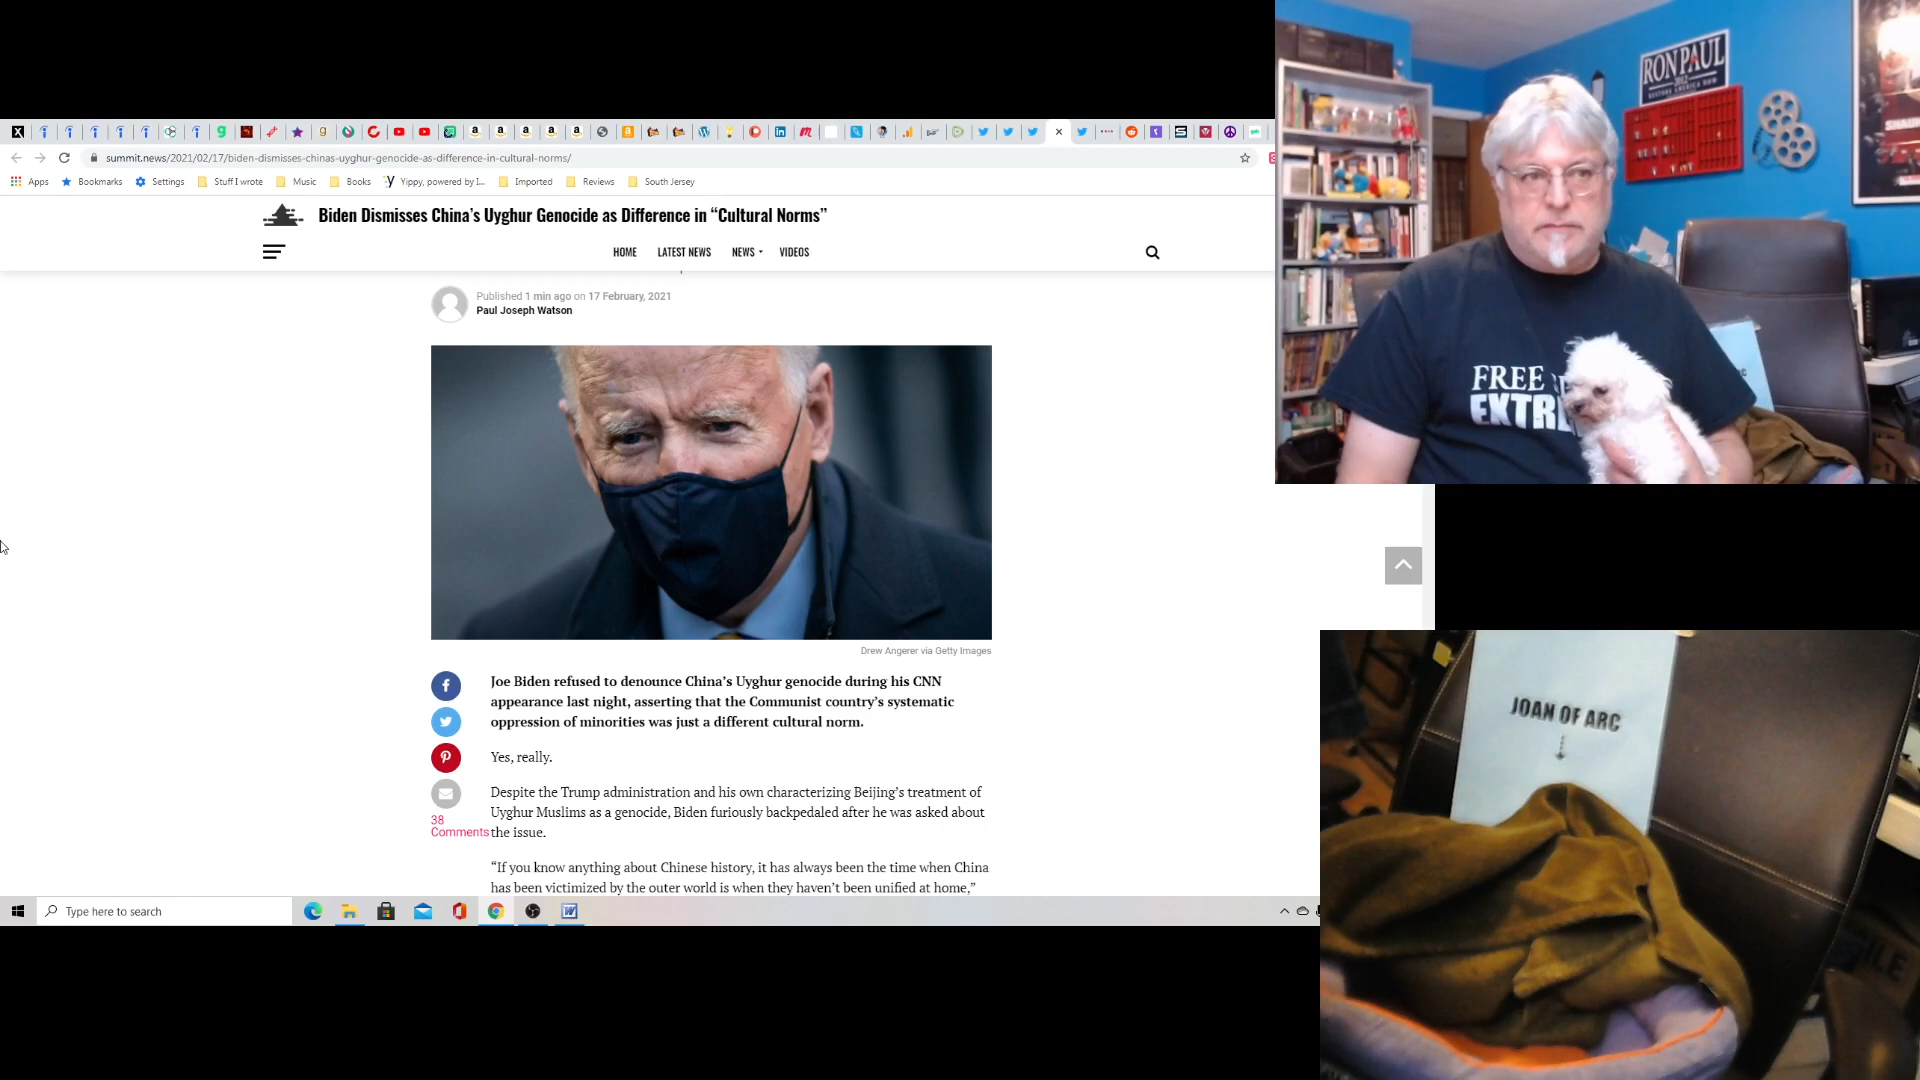 summit.news/2021/02/17/biden-dismisses-chinas-uyghur-genocide-as-difference-in-cultural-norms/
Apps Bookmarks Settings Stuff I wrote Music Books Yippy, powered by I... Imported Reviews South Jersey
Biden Dismisses China's Uyghur Genocide as Difference in “Cultural Norms”
HOME LATEST NEWS NEWS VIDEOS
Published 1 min ago on 17 February, 2021
Paul Joseph Watson
Drew Angerer via Getty Images
Joe Biden refused to denounce China's Uyghur genocide during his CNN
appearance last night, asserting that the Communist country's systematic
oppression of minorities was just a different cultural norm.
Yes, really.
Despite the Trump administration and his own characterizing Beijing's treatment of
Uyghur Muslims as a genocide, Biden furiously backpedaled after he was asked about
the issue.
38
Comments
“If you know anything about Chinese history, it has always been the time when China
has been victimized by the outer world is when they haven't been unified at home,”
Type here to search
RON PAUL
2012
RESTORE AMERICA NOW
FREE
EXTR
JOAN OF ARC